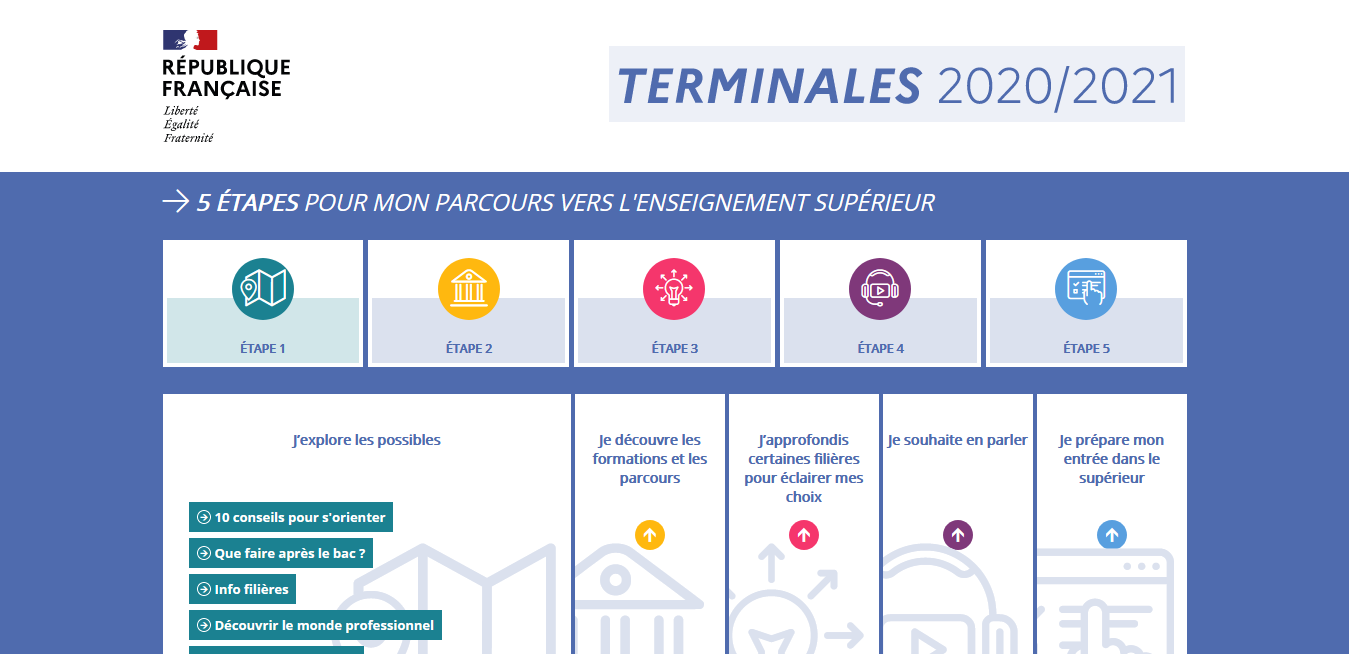 RÉPUBLIQUE
FRANÇAISE
Liberté
Égalité
Fraternité
TERMINALES 2020/2021
5 ÉTAPES POUR MON PARCOURS VERS L'ENSEIGNEMENT SUPÉRIEUR
ÉTAPE 1
ÉTAPE 2
ÉTAPE 3
ÉTAPE 4
ÉTAPE 5
J’explore les possibles
10 conseils pour s'orienter
Que faire après le bac ?
Info filières
Découvrir le monde professionnel
Je découvre les
formations et les
parcours
J’approfondis
certaines filières
pour éclairer mes
choix
Je souhaite en parler
Je prépare mon
entrée dans le
supérieur